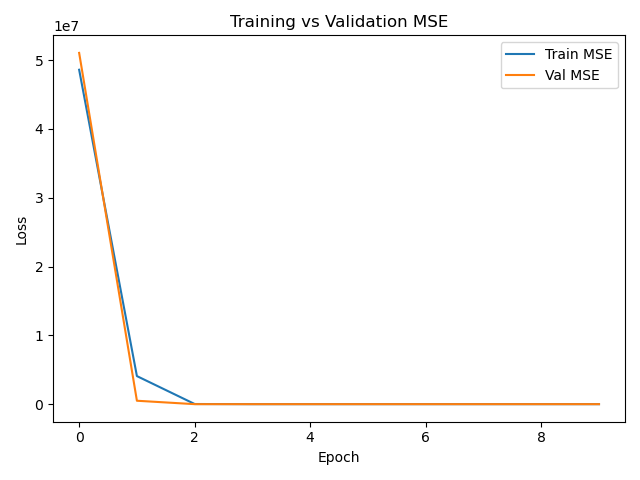 Training vs Validation MSE
1e7
Train MSE
Val MSE
5
4
3
2
1
0
Loss
0 2 4 6 8
Epoch